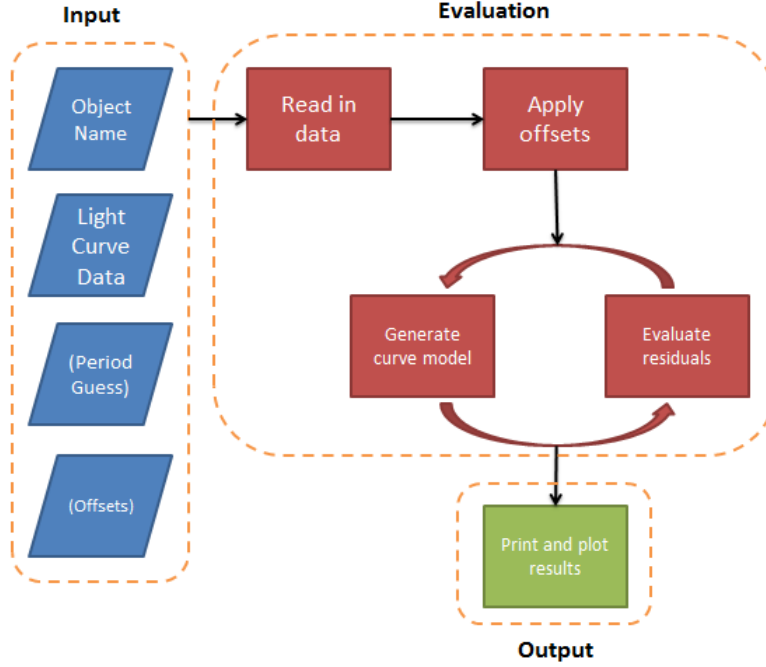 Input
Object
Name
Light
Curve
Data
(Period
Guess)
(Offsets)
Evaluation
Read in
data
Apply
offsets
Generate
curve model
Evaluate
residuals
Print and plot
results
Output